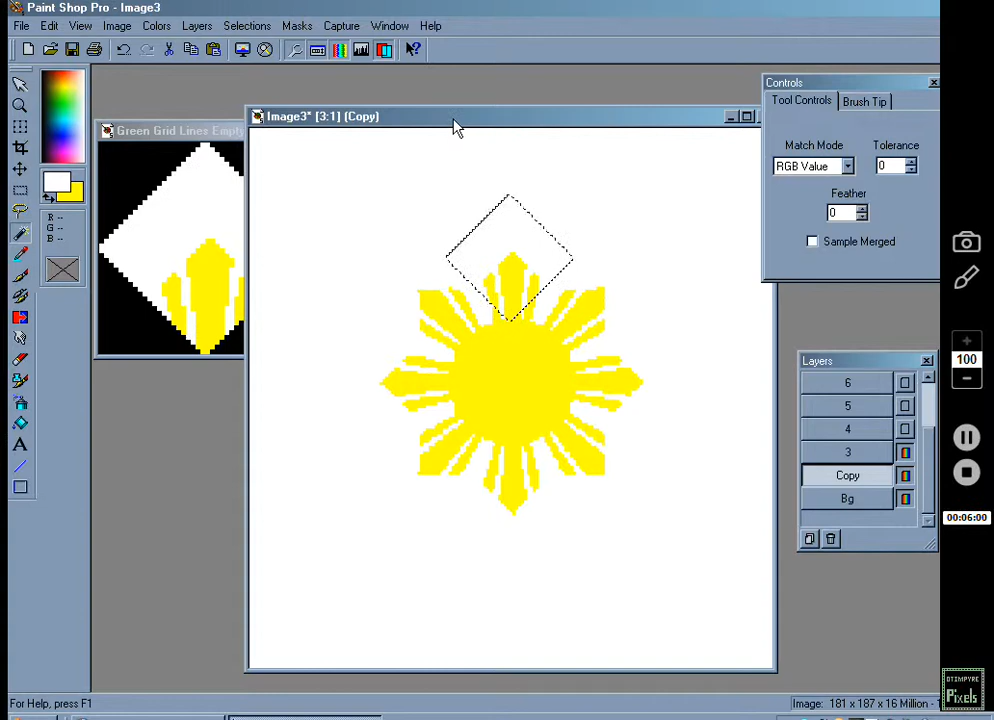 Paint Shop Pro - Image3
File Edit View Image Colors Layers Selections Masks Capture Window Help
Green Grid Lines Empty
Image3* [3:1] (Copy)
Controls
Tool Controls Brush Tip
Match Mode Tolerance
RGB Value 0
Feather
0
Sample Merged
R --
G --
B --
100
00:06:00
Layers
6
5
4
3
Copy
Bg
DTIMPYRE
Pixels
For Help, press F1
Image: 181 x 187 x 16 Million -